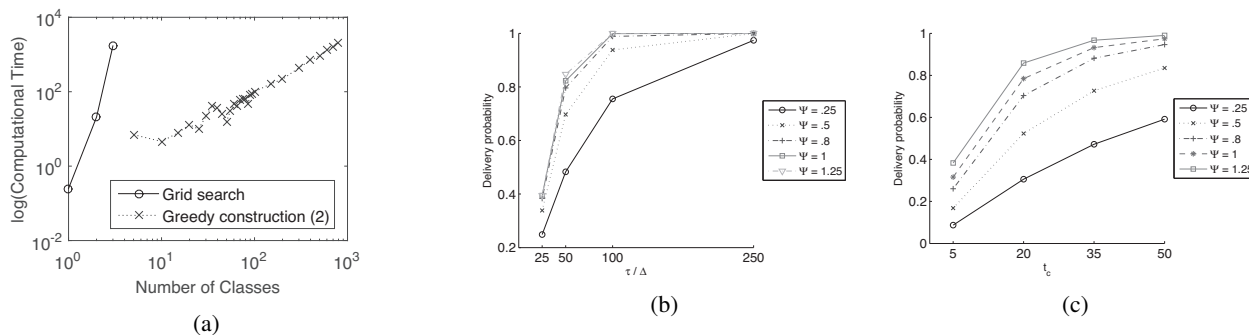 log(Computational Time)
10^4
10^2
10^0
10^-2
10^0
10^1
10^2
10^3
Grid search
Greedy construction (2)
Number of Classes
(a)
Delivery probability
1
0.8
0.6
0.4
0.2
25
50
100
250
τ / Δ
Ψ = .25
Ψ = .5
Ψ = .8
Ψ = 1
Ψ = 1.25
(b)
Delivery probability
1
0.8
0.6
0.4
0.2
0
5
20
35
50
t_c
Ψ = .25
Ψ = .5
Ψ = .8
Ψ = 1
Ψ = 1.25
(c)